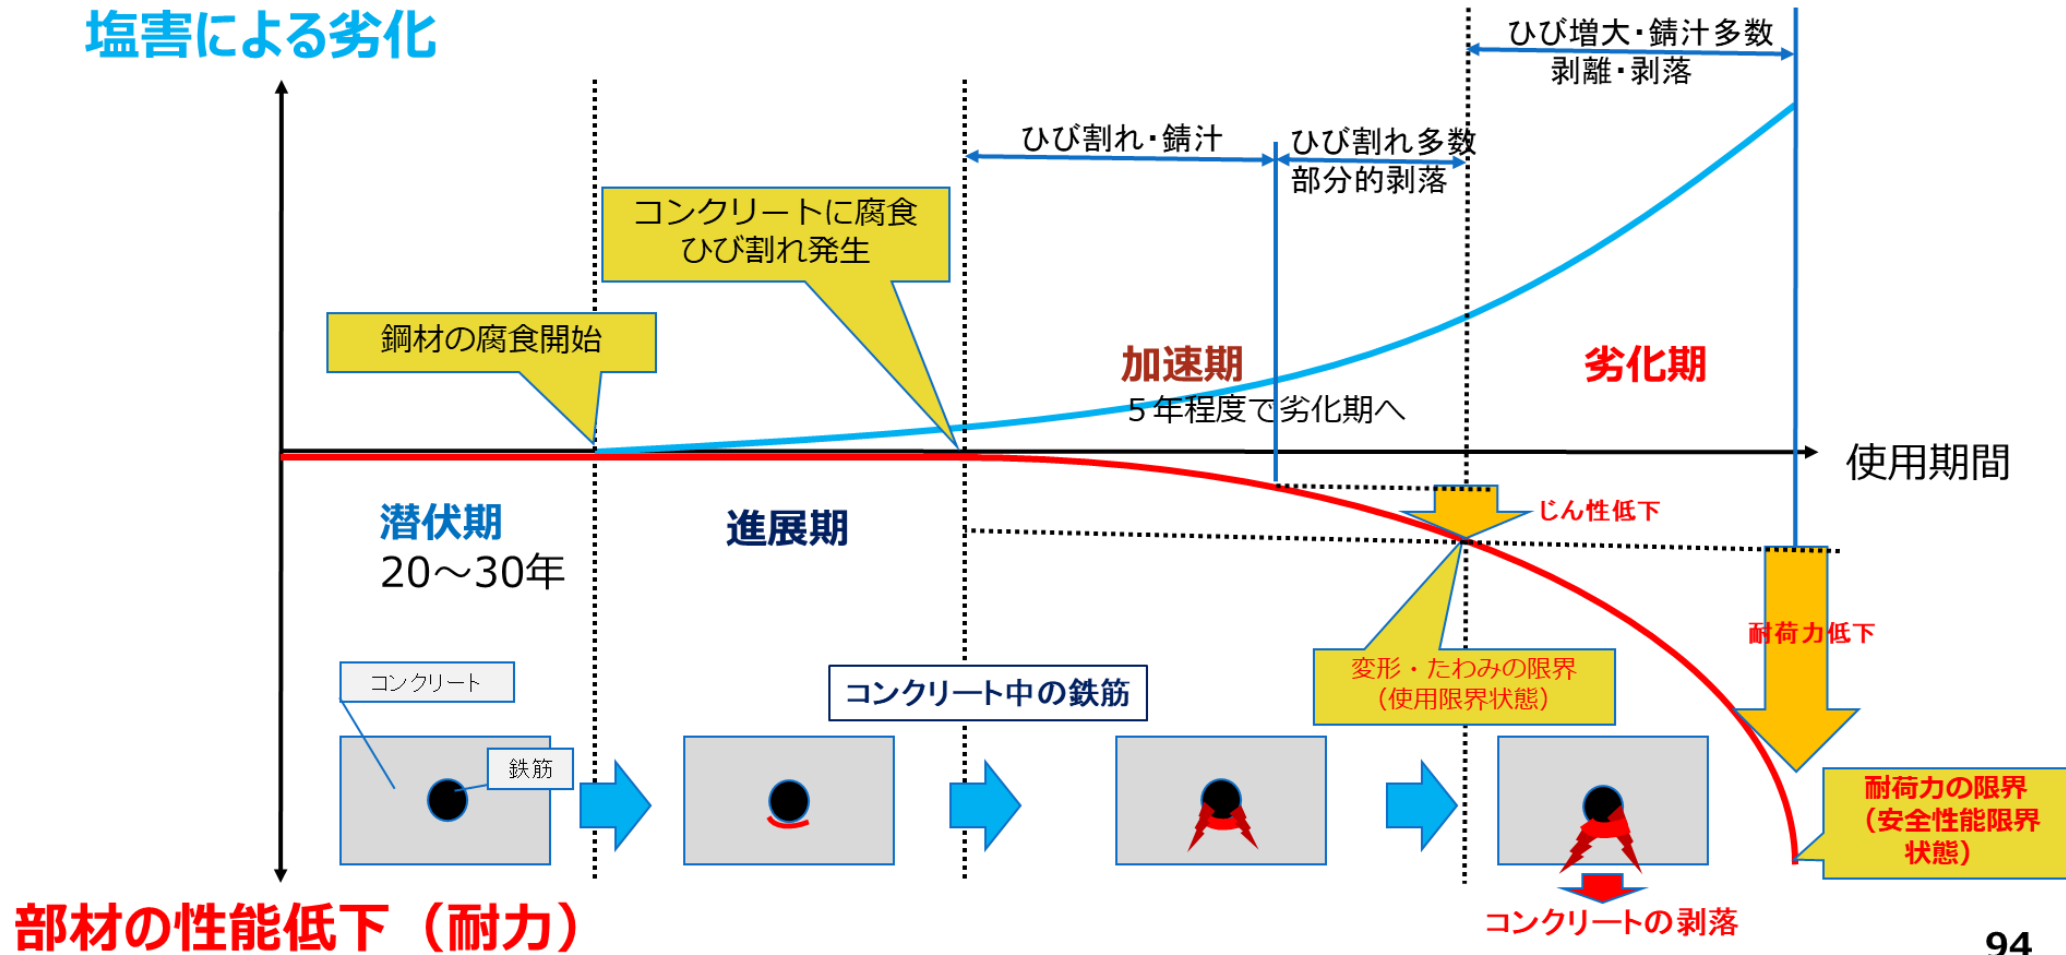 塩害による劣化
ひび増大・錆汁多数
剥離・剥落
ひび割れ・錆汁
ひび割れ多数
部分的剥落
コンクリートに腐食
ひび割れ発生
鋼材の腐食開始
加速期
５年程度で劣化期へ
劣化期
使用期間
潜伏期
20～30年
進展期
じん性低下
耐荷力低下
変形・たわみの限界
（使用限界状態）
コンクリート
鉄筋
コンクリート中の鉄筋
耐荷力の限界
（安全性能限界
状態）
コンクリートの剥落
部材の性能低下（耐力）
94